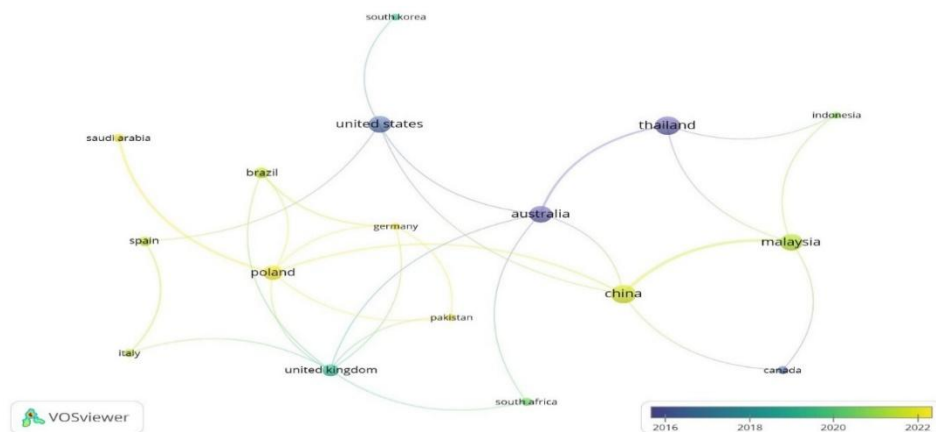 south korea
united states
thailand
indonesia
saudi arabia
brazil
australia
germany
spain
malaysia
poland
china
pakistan
italy
united kingdom
canada
south africa
VOSviewer
2016 2018 2020 2022